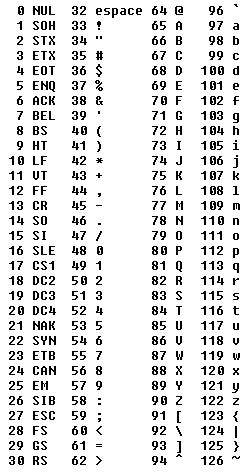 0 NUL 32 espace 64 @ 96 `
1 SOH 33 ! 65 A 97 a
2 STX 34 " 66 B 98 b
3 ETX 35 # 67 C 99 c
4 EOT 36 $ 68 D 100 d
5 ENQ 37 % 69 E 101 e
6 ACK 38 & 70 F 102 f
7 BEL 39 ' 71 G 103 g
8 BS 40 ( 72 H 104 h
9 HT 41 ) 73 I 105 i
10 LF 42 * 74 J 106 j
11 VT 43 + 75 K 107 k
12 FF 44 , 76 L 108 l
13 CR 45 - 77 M 109 m
14 SO 46 . 78 N 110 n
15 SI 47 / 79 O 111 o
16 SLE 48 0 80 P 112 p
17 CS1 49 1 81 Q 113 q
18 DC2 50 2 82 R 114 r
19 DC3 51 3 83 S 115 s
20 DC4 52 4 84 T 116 t
21 NAK 53 5 85 U 117 u
22 SYN 54 6 86 V 118 v
23 ETB 55 7 87 W 119 w
24 CAN 56 8 88 X 120 x
25 EM 57 9 89 Y 121 y
26 SIB 58 : 90 Z 122 z
27 ESC 59 ; 91 [ 123 {
28 FS 60 < 92 \ 124 |
29 GS 61 = 93 ] 125 }
30 RS 62 > 94 ^ 126 ~